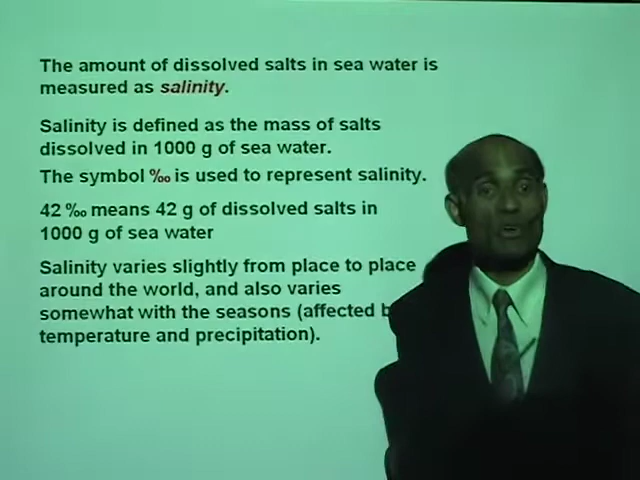 The amount of dissolved salts in sea water is
measured as salinity.
Salinity is defined as the mass of salts
dissolved in 1000 g of sea water.
The symbol ‰ is used to represent salinity.
42 ‰ means 42 g of dissolved salts in
1000 g of sea water
Salinity varies slightly from place to place
around the world, and also varies
somewhat with the seasons (affected
temperature and precipitation).